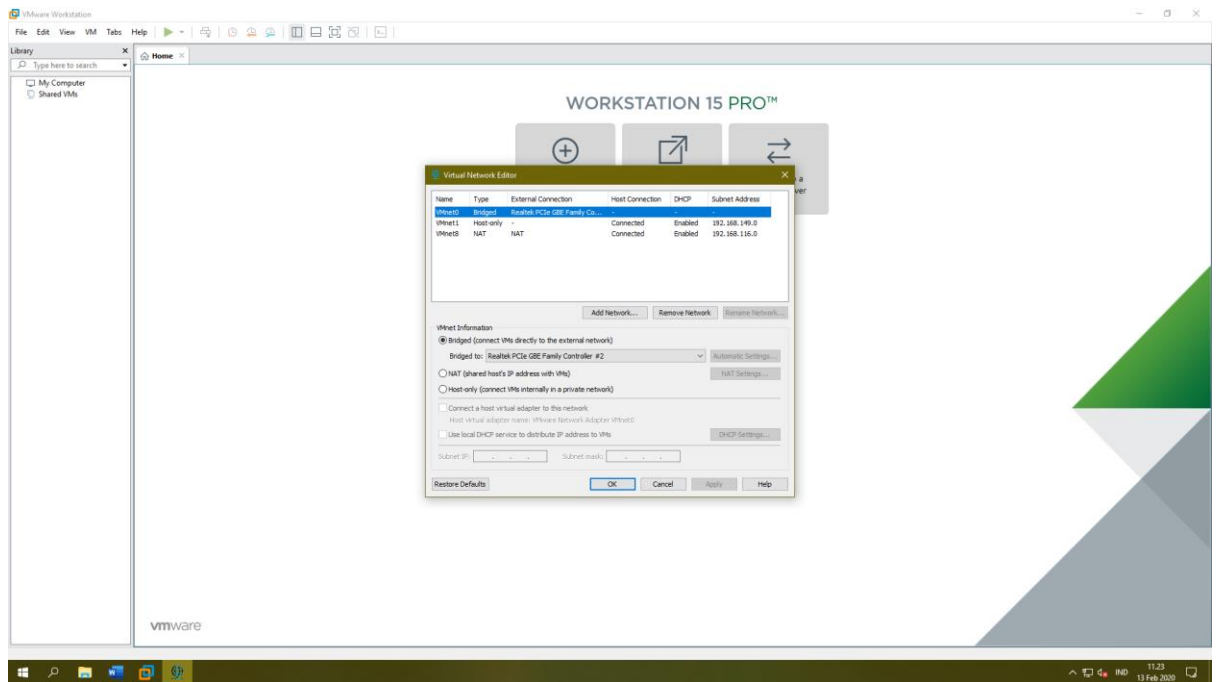 VMware Workstation
File Edit View VM Tabs Help
Library
Type here to search
My Computer
Shared VMs
Home
WORKSTATION 15 PRO™
a
ver
Virtual Network Editor
Name Type External Connection Host Connection DHCP Subnet Address
VMnet0 Bridged Realtek PCIe GBE Family Co... - - -
VMnet1 Host-only - Connected Enabled 192.168.149.0
VMnet8 NAT NAT Connected Enabled 192.168.116.0
Add Network... Remove Network Rename Network...
VMnet Information
Bridged (connect VMs directly to the external network)
Bridged to: Realtek PCIe GBE Family Controller #2 Automatic Settings...
NAT (shared host's IP address with VMs) NAT Settings...
Host-only (connect VMs internally in a private network)
Connect a host virtual adapter to this network
Host virtual adapter name: VMware Network Adapter VMnet0
Use local DHCP service to distribute IP address to VMs DHCP Settings...
Subnet IP: . . . Subnet mask: . . .
Restore Defaults OK Cancel Apply Help
vmware
IND 11.23
13 Feb 2020